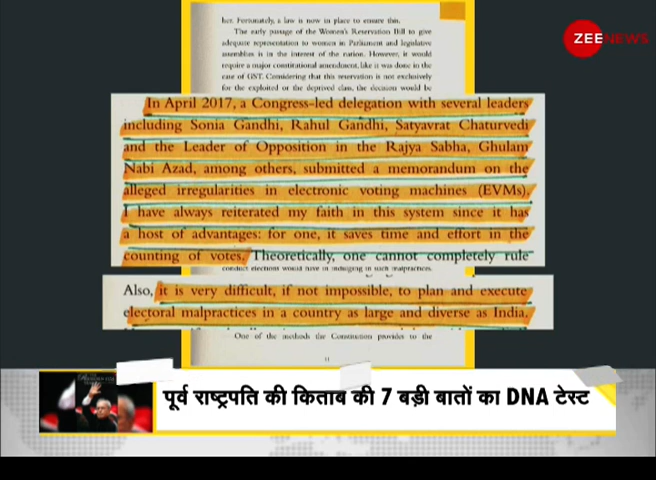 her. Fortunately, a law is now in place to ensure this.
The early passage of the Women's Reservation Bill to give
adequate representation to women in Parliament and legislative
assemblies is in the interest of the nation. However, it would
require a major constitutional amendment, like it was done in the
case of GST. Considering that this reservation is not exclusively
for the exploited or the deprived class, the decision would be
ZEE NEWS
In April 2017, a Congress-led delegation with several leaders
including Sonia Gandhi, Rahul Gandhi, Satyavrat Chaturvedi
and the Leader of Opposition in the Rajya Sabha, Ghulam
Nabi Azad, among others, submitted a memorandum on the
alleged irregularities in electronic voting machines (EVMs).
I have always reiterated my faith in this system since it has
a host of advantages: for one, it saves time and effort in the
counting of votes. Theoretically, one cannot completely rule
conduct elections would have in indulging in such malpractices.
Also, it is very difficult, if not impossible, to plan and execute
electoral malpractices in a country as large and diverse as India.
One of the methods the Constitution provides to the
पूर्व राष्ट्रपति की किताब की 7 बड़ी बातों का DNA टेस्ट